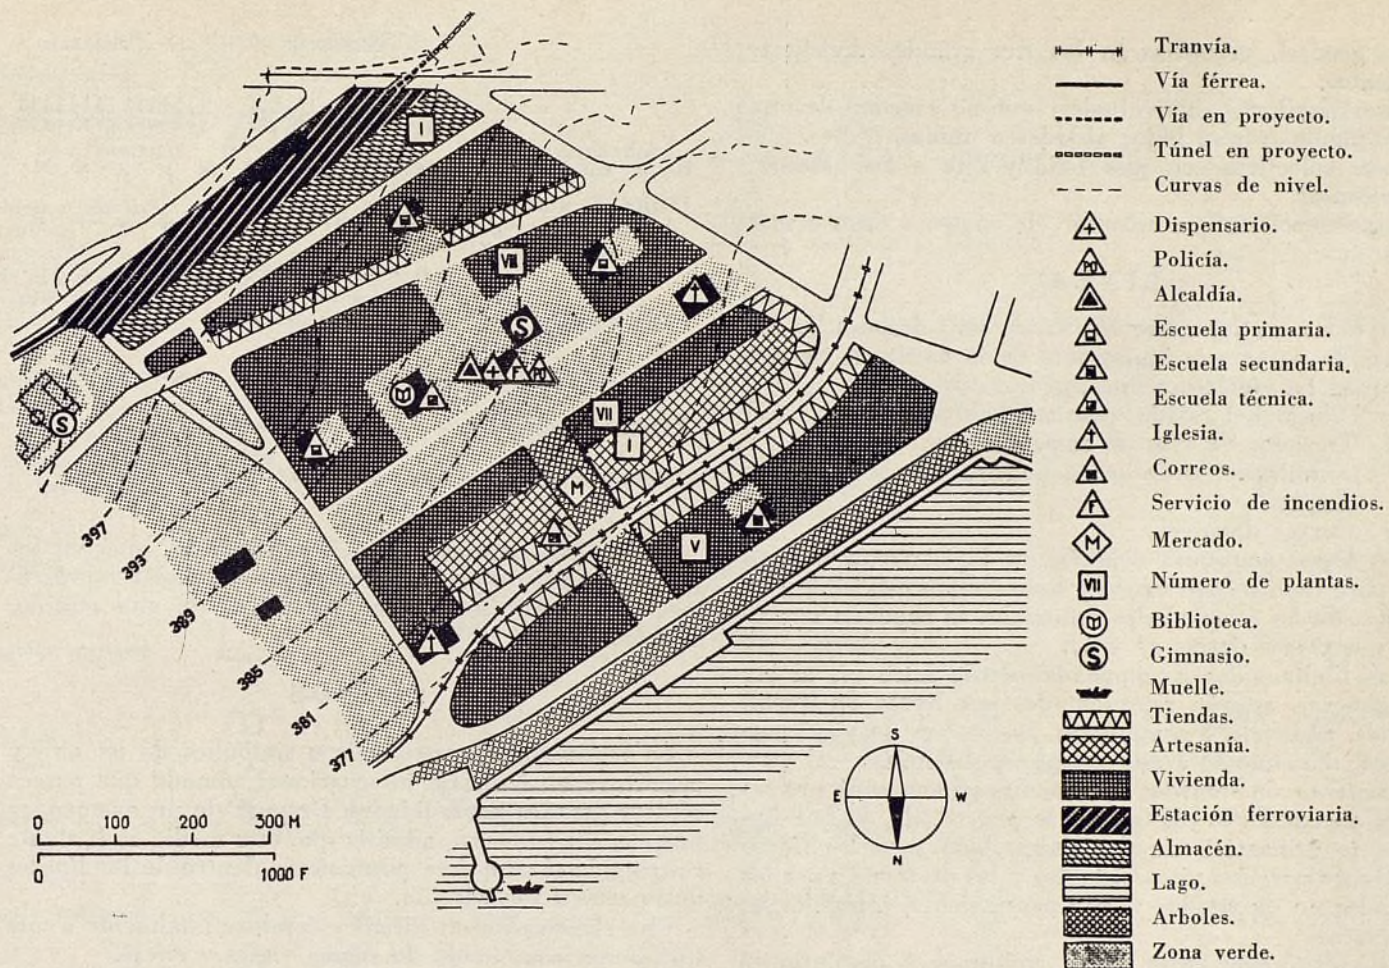 I
VIII
S
F
PO
VII
I
M
V
S
397
393
389
385
381
377
0 100 200 300 M
0 1000 F
S
E W
N
Tranvía.
Vía férrea.
Vía en proyecto.
Túnel en proyecto.
Curvas de nivel.
Dispensario.
PO Policía.
Alcaldía.
Escuela primaria.
Escuela secundaria.
Escuela técnica.
Iglesia.
Correos.
F Servicio de incendios.
M Mercado.
VII Número de plantas.
Biblioteca.
S Gimnasio.
Muelle.
Tiendas.
Artesanía.
Vivienda.
Estación ferroviaria.
Almacén.
Lago.
Arboles.
Zona verde.